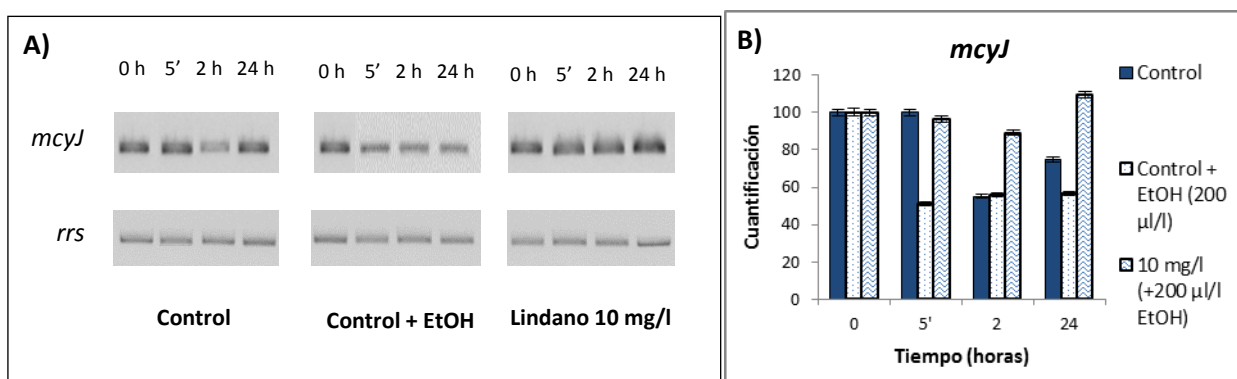 A)
0 h 5’ 2 h 24 h
0 h 5’ 2 h 24 h
0 h 5’ 2 h 24 h
mcyJ
rrs
Control
Control + EtOH
Lindano 10 mg/l
B)
mcyJ
Cuantificación
120
100
80
60
40
20
0
0 5' 2 24
Tiempo (horas)
Control
Control +
EtOH (200
µl/l)
10 mg/l
(+200 µl/l
EtOH)